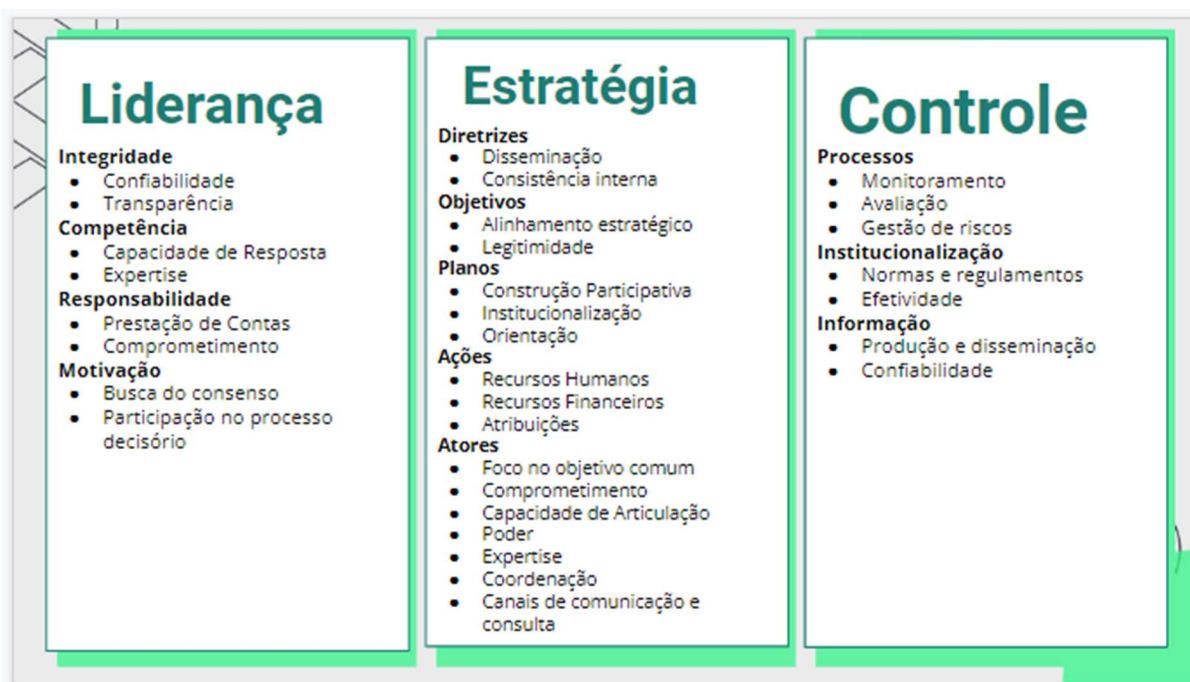 Liderança
Integridade
• Confiabilidade
• Transparência
Competência
• Capacidade de Resposta
• Expertise
Responsabilidade
• Prestação de Contas
• Comprometimento
Motivação
• Busca do consenso
• Participação no processo
decisório
Estratégia
Diretrizes
• Disseminação
• Consistência interna
Objetivos
• Alinhamento estratégico
• Legitimidade
Planos
• Construção Participativa
• Institucionalização
• Orientação
Ações
• Recursos Humanos
• Recursos Financeiros
• Atribuições
Atores
• Foco no objetivo comum
• Comprometimento
• Capacidade de Articulação
• Poder
• Expertise
• Coordenação
• Canais de comunicação e
consulta
Controle
Processos
• Monitoramento
• Avaliação
• Gestão de riscos
Institucionalização
• Normas e regulamentos
• Efetividade
Informação
• Produção e disseminação
• Confiabilidade